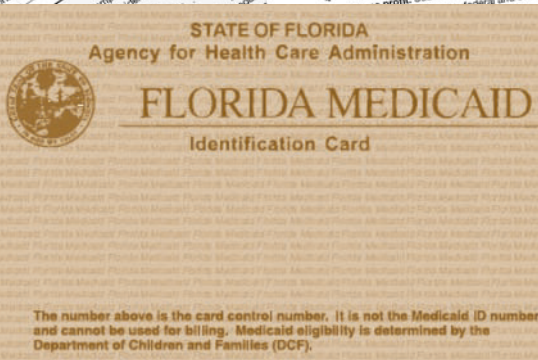 STATE OF FLORIDA
Agency for Health Care Administration
FLORIDA MEDICAID
Identification Card
The number above is the card control number. It is not the Medicaid ID number
and cannot be used for billing. Medicaid eligibility is determined by the
Department of Children and Families (DCF).